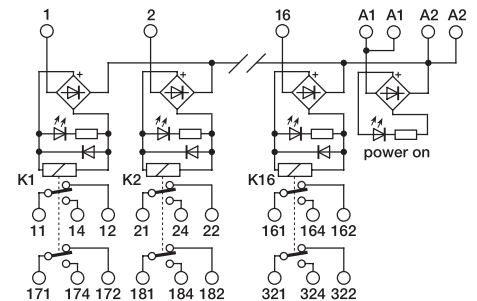 1 2 16 A1 A1 A2 A2
+ + + +
power on
K1 K2 K16
11 14 12 21 24 22 161 164 162
171 174 172 181 184 182 321 324 322